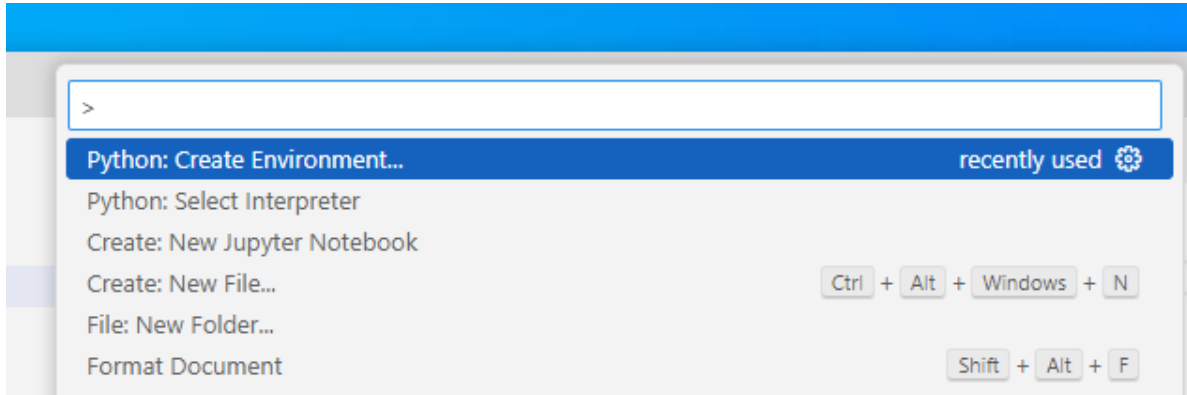 >
Python: Create Environment... recently used
Python: Select Interpreter
Create: New Jupyter Notebook
Create: New File... Ctrl + Alt + Windows + N
File: New Folder...
Format Document Shift + Alt + F